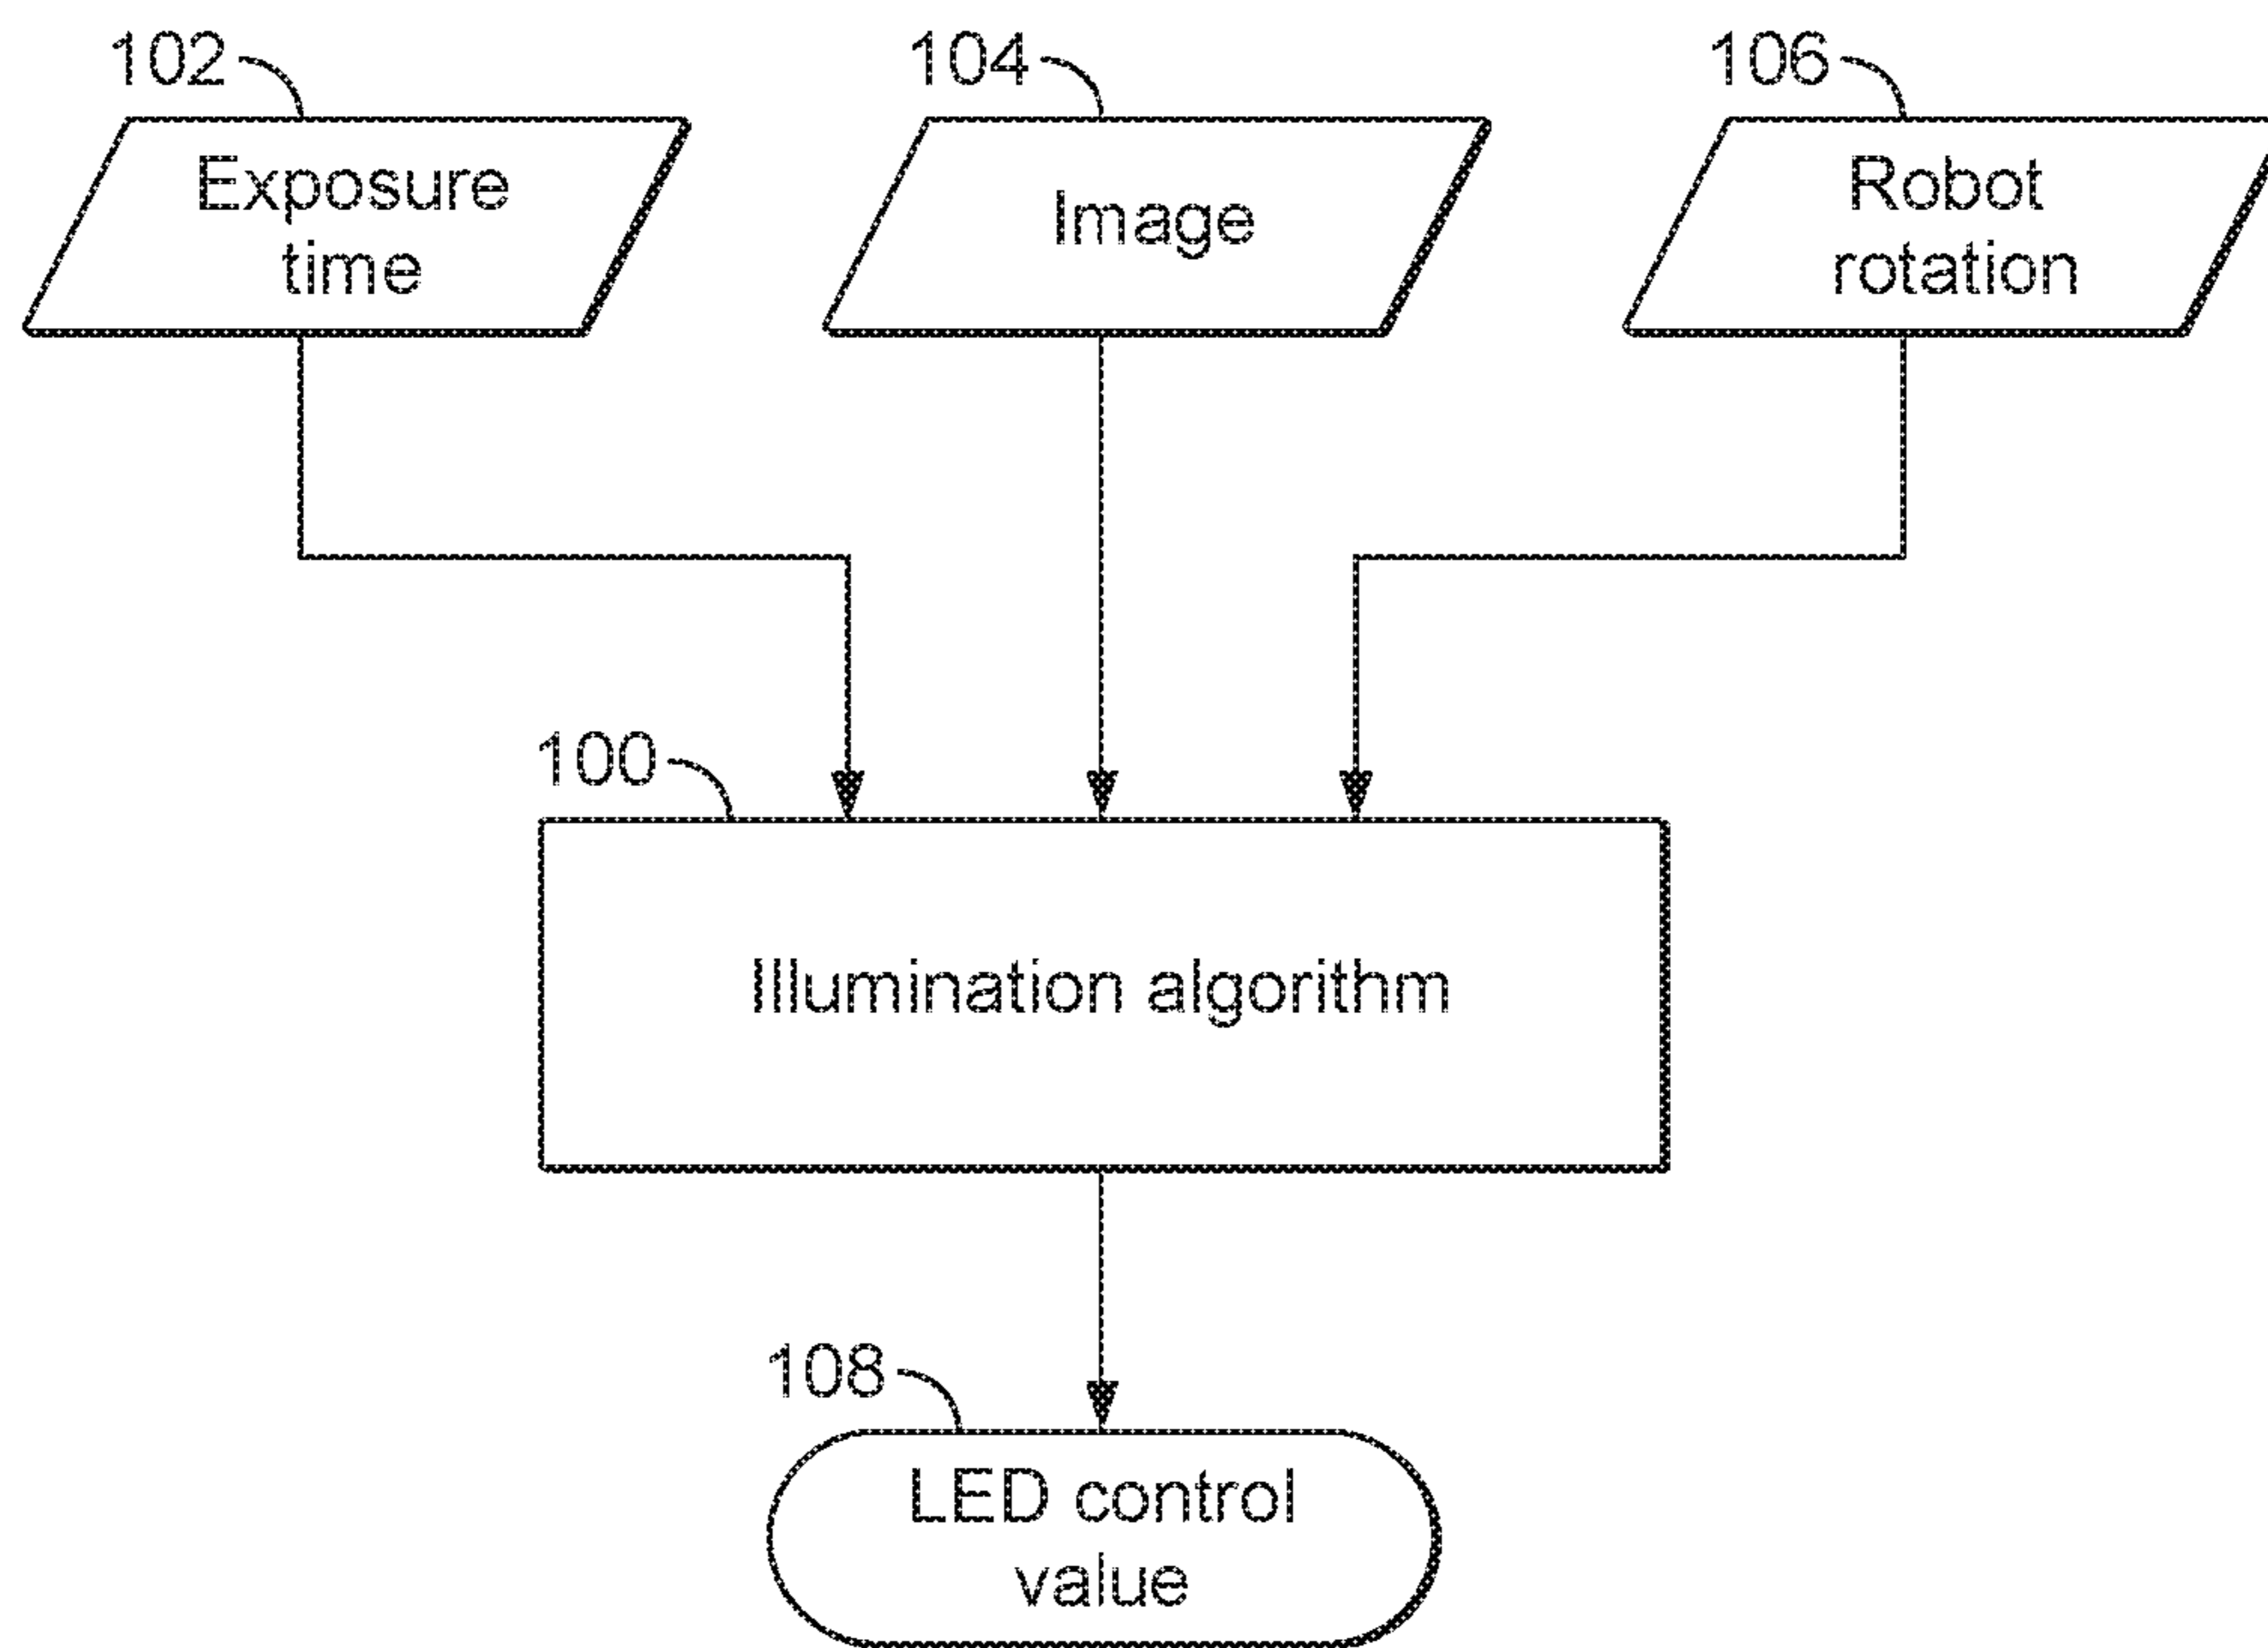 102
104
106
Exposure
time
Image
Robot
rotation
100
Illumination algorithm
108
LED control
value